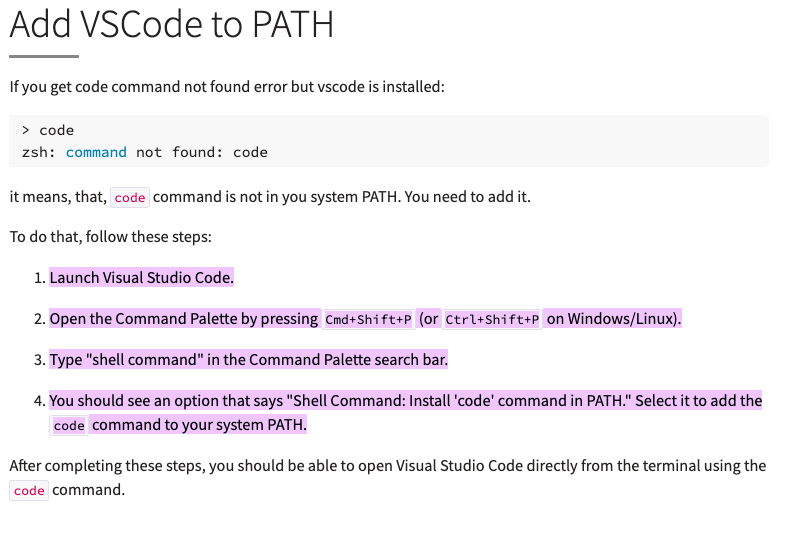 Add VSCode to PATH
If you get code command not found error but vscode is installed:
> code
zsh: command not found: code
it means, that, code command is not in you system PATH. You need to add it.
To do that, follow these steps:
1. Launch Visual Studio Code.
2. Open the Command Palette by pressing Cmd+Shift+P (or Ctrl+Shift+P on Windows/Linux).
3. Type "shell command" in the Command Palette search bar.
4. You should see an option that says "Shell Command: Install 'code' command in PATH." Select it to add the
code command to your system PATH.
After completing these steps, you should be able to open Visual Studio Code directly from the terminal using the
code command.